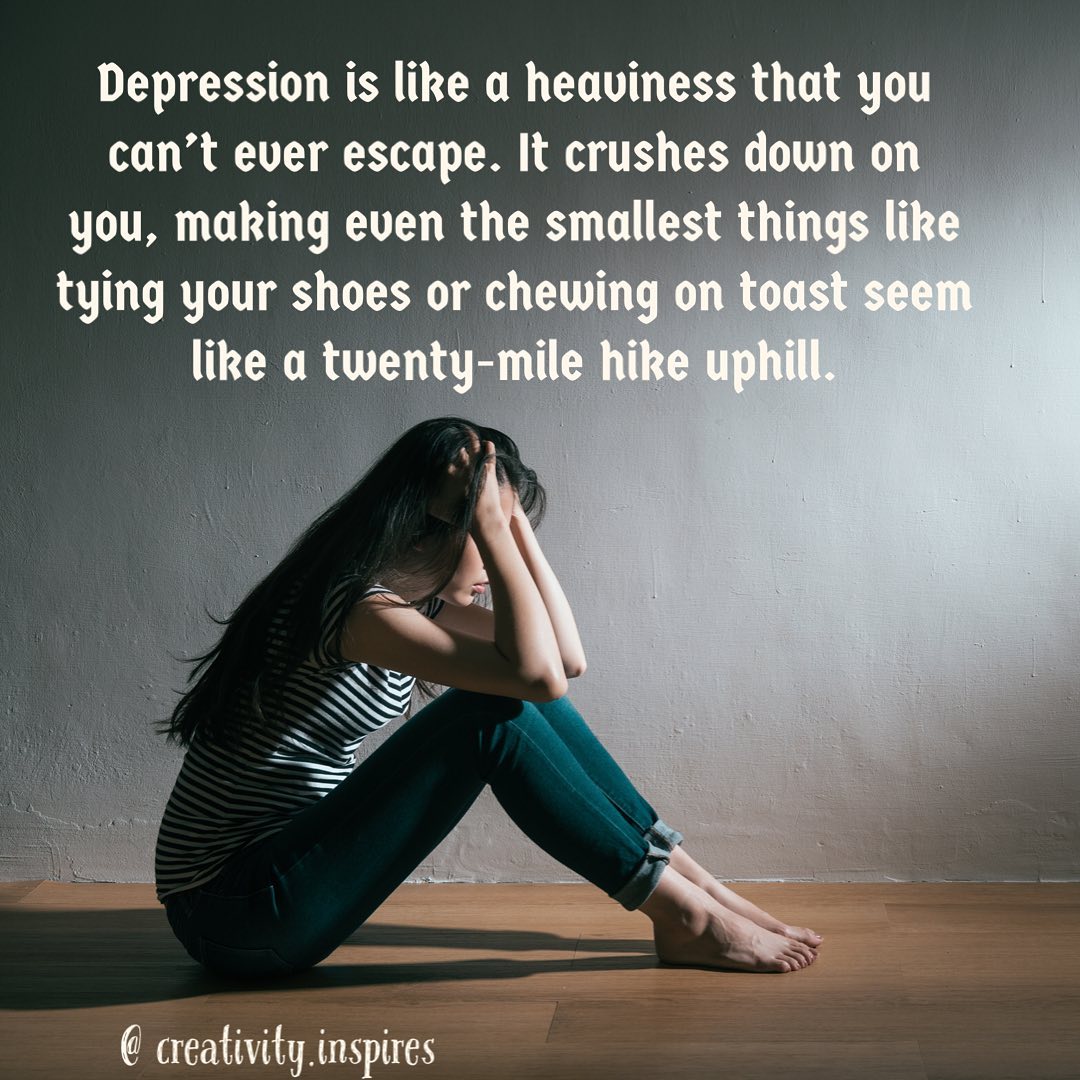 Depression is like a heaviness that you
can't ever escape. It crushes down on
you, making even the smallest things like
tying your shoes or chewing on toast seem
like a twenty-mile hike uphill.
@ creativity.inspires